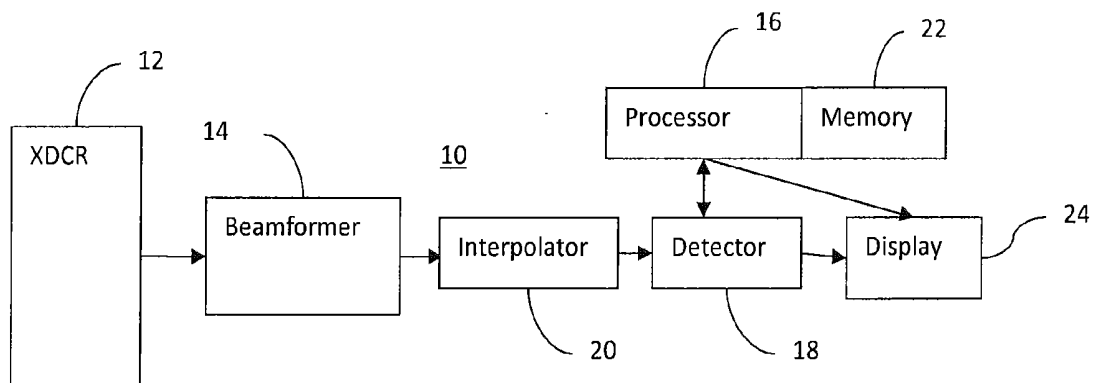 16
22
12
Processor
Memory
14
XDCR
10
Beamformer
24
Interpolator
Detector
Display
20
18